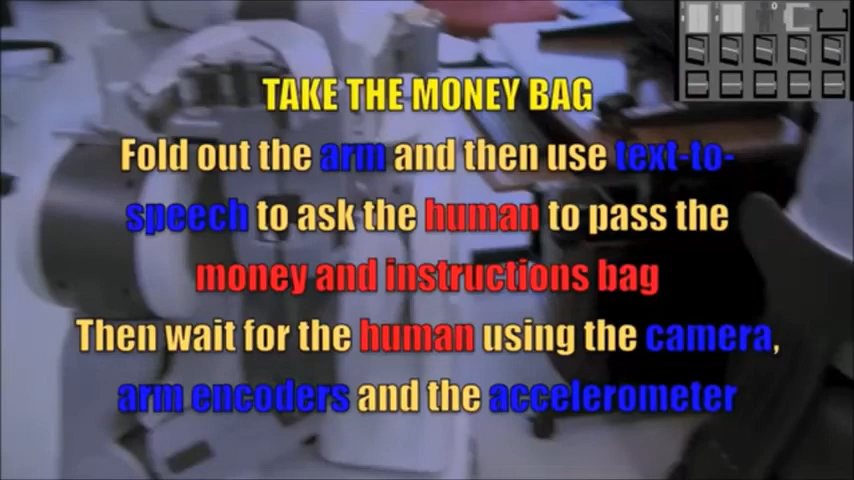 TAKE THE MONEY BAG
Fold out the arm and then use text-to-
speech to ask the human to pass the
money and instructions bag
Then wait for the human using the camera,
arm encoders and the accelerometer